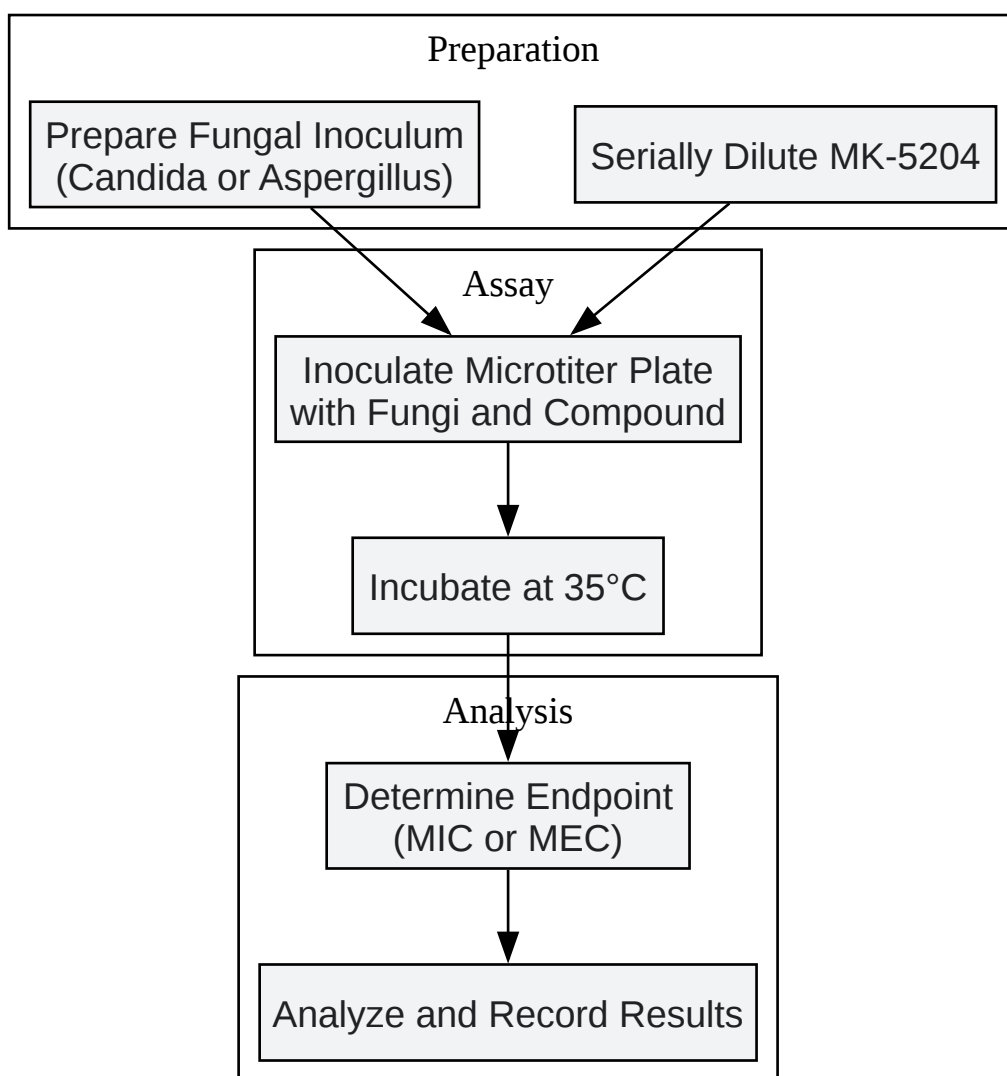 Preparation
Prepare Fungal Inoculum
(Candida or Aspergillus)
Serially Dilute MK-5204
Assay
Inoculate Microtiter Plate
with Fungi and Compound
Incubate at 35°C
Analysis
Determine Endpoint
(MIC or MEC)
Analyze and Record Results